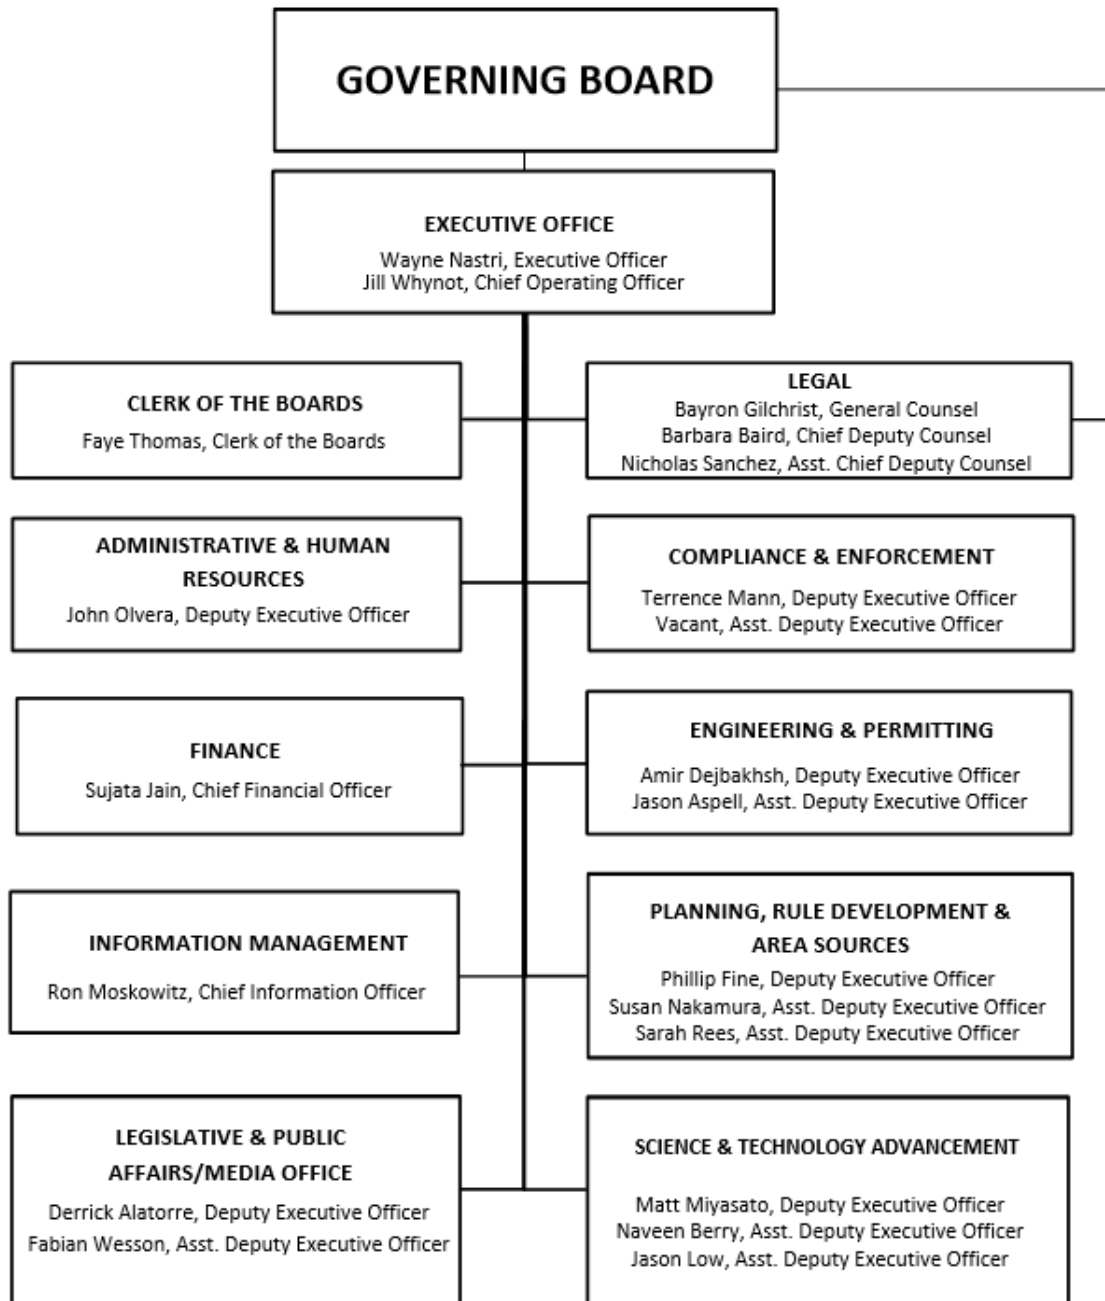 GOVERNING BOARD
EXECUTIVE OFFICE
Wayne Nastri, Executive Officer
Jill Whynot, Chief Operating Officer
CLERK OF THE BOARDS
Faye Thomas, Clerk of the Boards
LEGAL
Bayron Gilchrist, General Counsel
Barbara Baird, Chief Deputy Counsel
Nicholas Sanchez, Asst. Chief Deputy Counsel
ADMINISTRATIVE & HUMAN
RESOURCES
John Olvera, Deputy Executive Officer
COMPLIANCE & ENFORCEMENT
Terrence Mann, Deputy Executive Officer
Vacant, Asst. Deputy Executive Officer
FINANCE
Sujata Jain, Chief Financial Officer
ENGINEERING & PERMITTING
Amir Dejbakhsh, Deputy Executive Officer
Jason Aspell, Asst. Deputy Executive Officer
INFORMATION MANAGEMENT
Ron Moskowitz, Chief Information Officer
PLANNING, RULE DEVELOPMENT &
AREA SOURCES
Phillip Fine, Deputy Executive Officer
Susan Nakamura, Asst. Deputy Executive Officer
Sarah Rees, Asst. Deputy Executive Officer
LEGISLATIVE & PUBLIC
AFFAIRS/MEDIA OFFICE
Derrick Alatorre, Deputy Executive Officer
Fabian Wesson, Asst. Deputy Executive Officer
SCIENCE & TECHNOLOGY ADVANCEMENT
Matt Miyasato, Deputy Executive Officer
Naveen Berry, Asst. Deputy Executive Officer
Jason Low, Asst. Deputy Executive Officer